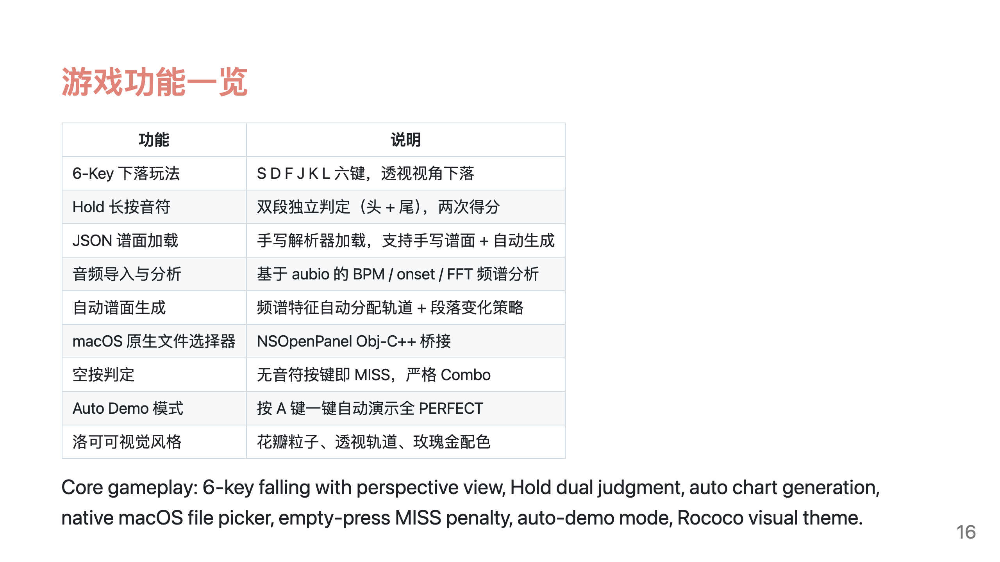 游戏功能一览
功能 说明
6-Key 下落玩法 S D F J K L 六键，透视视角下落
Hold 长按音符 双段独立判定（头 + 尾），两次得分
JSON 谱面加载 手写解析器加载，支持手写谱面 + 自动生成
音频导入与分析 基于 aubio 的 BPM / onset / FFT 频谱分析
自动谱面生成 频谱特征自动分配轨道 + 段落变化策略
macOS 原生文件选择器 NSOpenPanel Obj-C++ 桥接
空按判定 无音符按键即 MISS，严格 Combo
Auto Demo 模式 按 A 键一键自动演示全 PERFECT
洛可可视觉风格 花瓣粒子、透视轨道、玫瑰金配色
Core gameplay: 6-key falling with perspective view, Hold dual judgment, auto chart generation,
native macOS file picker, empty-press MISS penalty, auto-demo mode, Rococo visual theme.
16